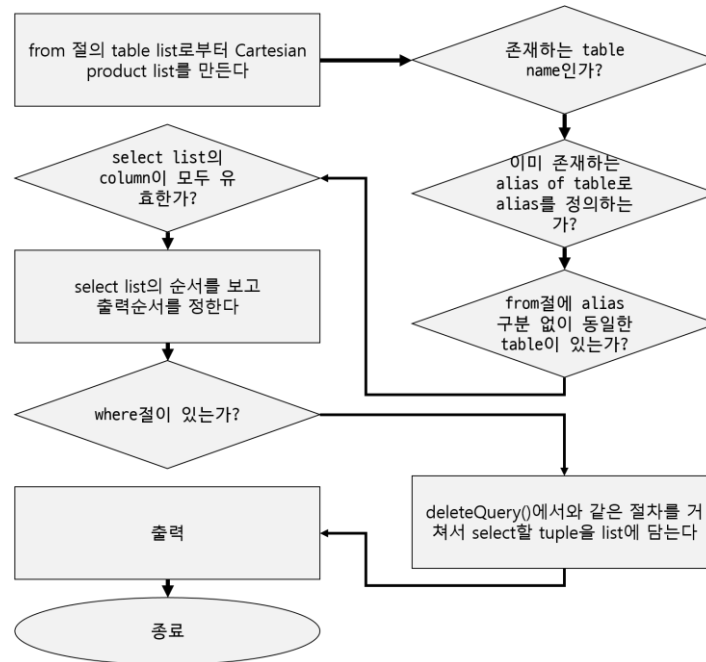 from 절의 table list로부터 Cartesian
product list를 만든다
존재하는 table
name인가?
이미 존재하는
alias of table로
alias를 정의하는
가?
from절에 alias
구분 없이 동일한
table이 있는가?
select list의
column이 모두 유
효한가?
select list의 순서를 보고
출력순서를 정한다
where절이 있는가?
deleteQuery()에서와 같은 절차를 거
쳐서 select할 tuple을 list에 담는다
출력
종료